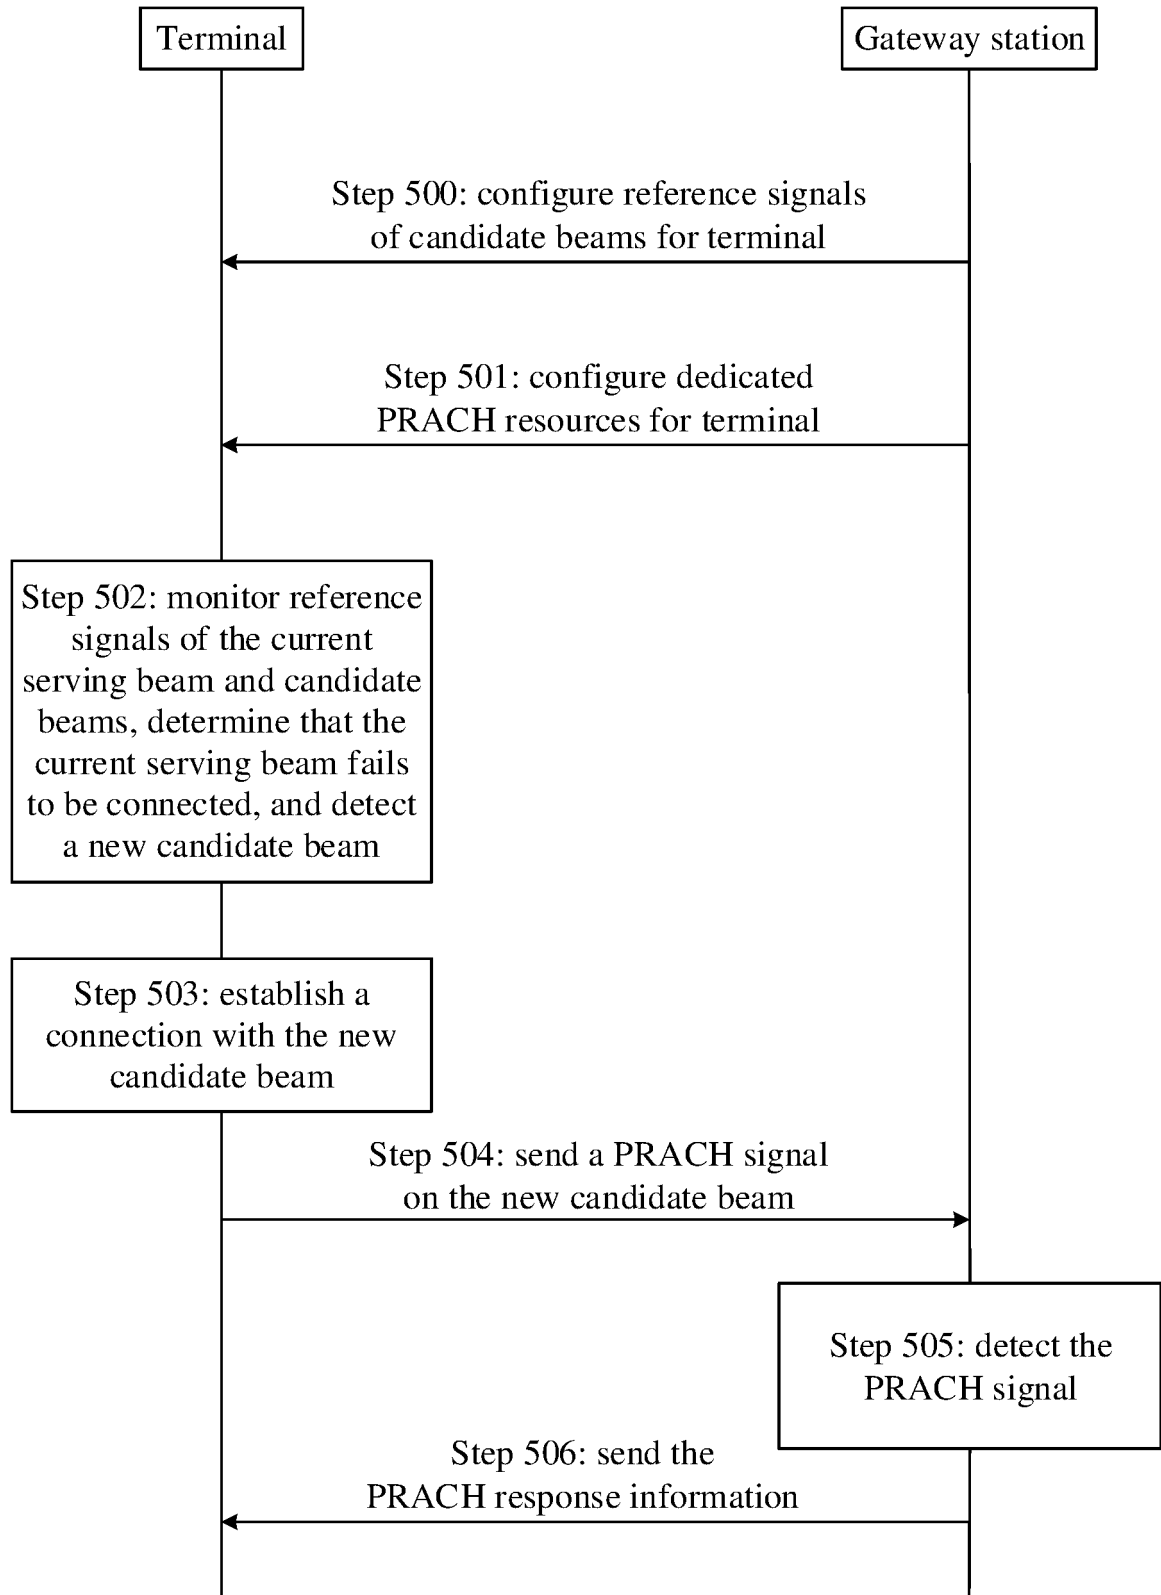 Terminal
Gateway station
Step 500: configure reference signals
of candidate beams for terminal
Step 501: configure dedicated
PRACH resources for terminal
Step 502: monitor reference
signals of the current
serving beam and candidate
beams, determine that the
current serving beam fails
to be connected, and detect
a new candidate beam
Step 503: establish a
connection with the new
candidate beam
Step 504: send a PRACH signal
on the new candidate beam
Step 505: detect the
PRACH signal
Step 506: send the
PRACH response information